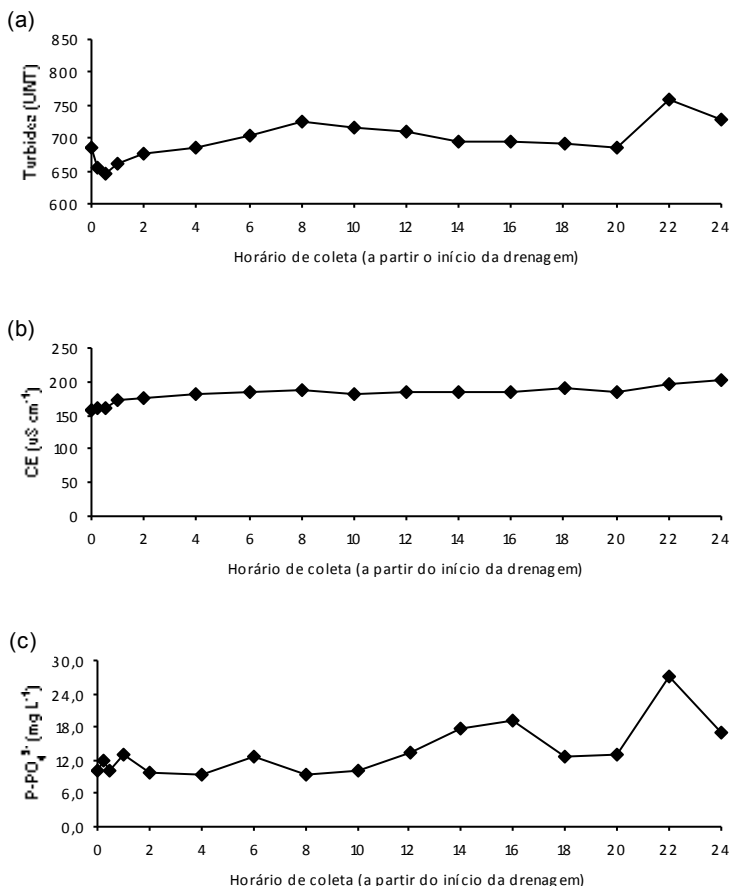 (a)
Turbidez (UNT)
850
800
750
700
650
600
0 2 4 6 8 10 12 14 16 18 20 22 24
Horário de coleta (a partir o início da drenagem)
(b)
CE (uS cm⁻¹)
250
200
150
100
50
0
0 2 4 6 8 10 12 14 16 18 20 22 24
Horário de coleta (a partir do início da drenagem)
(c)
P-PO₄³⁻ (mg L⁻¹)
30,0
24,0
18,0
12,0
6,0
0,0
0 2 4 6 8 10 12 14 16 18 20 22 24
Horário de coleta (a partir do início da drenagem)